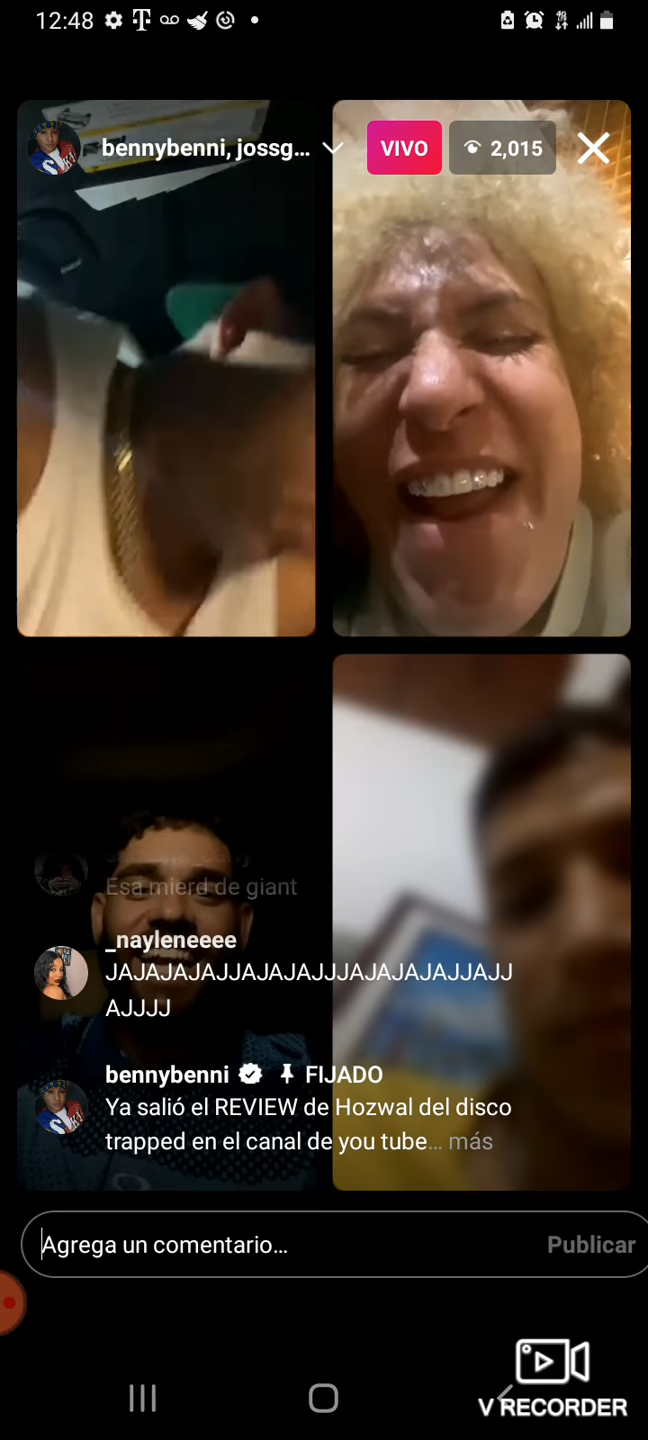 12:48
bennybenni, jossg...
VIVO
2,015
Esa mierd de giant
_nayleneeee
JAJAJAJAJJAJAJAJJJAJAJAJAJJAJJ
AJJJJ
bennybenni FIJADO
Ya salió el REVIEW de Hozwal del disco
trapped en el canal de you tube... más
Agrega un comentario...
Publicar
V RECORDER